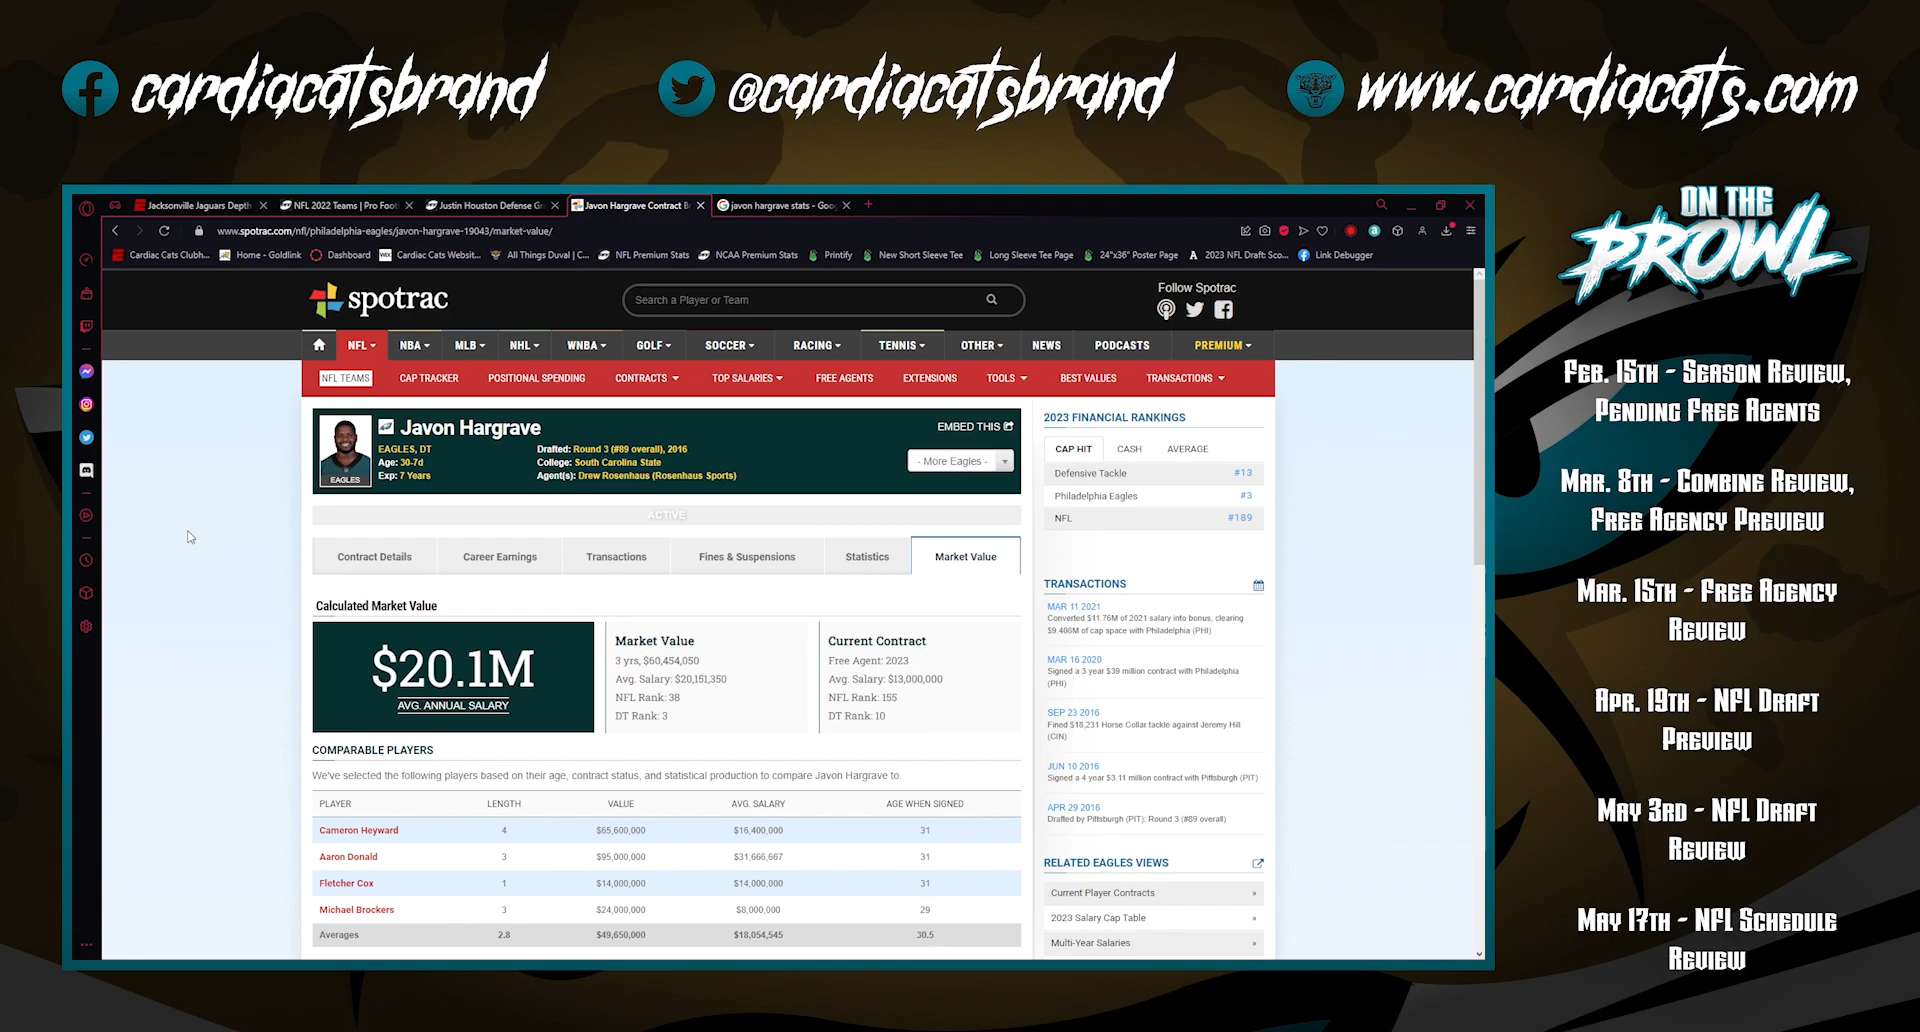 cardiacatsbrand
@cardiacatsbrand
www.cardiacats.com
Jacksonville Jaguars Depth
NFL 2022 Teams | Pro Foot
Justin Houston Defense Gr
Javon Hargrave Contract B
javon hargrave stats - Goo
www.spotrac.com/nfl/philadelphia-eagles/javon-hargrave-19043/market-value/
Cardiac Cats Clubh...
Home - Goldlink
Dashboard
WIX
Cardiac Cats Websit...
All Things Duval | C...
NFL Premium Stats
NCAA Premium Stats
Printify
New Short Sleeve Tee
Long Sleeve Tee Page
24"x36" Poster Page
2023 NFL Draft: Sco...
Link Debugger
spotrac
Search a Player or Team
Follow Spotrac
NFL
NBA
MLB
NHL
WNBA
GOLF
SOCCER
RACING
TENNIS
OTHER
NEWS
PODCASTS
PREMIUM
NFL TEAMS
CAP TRACKER
POSITIONAL SPENDING
CONTRACTS
TOP SALARIES
FREE AGENTS
EXTENSIONS
TOOLS
BEST VALUES
TRANSACTIONS
Javon Hargrave
EAGLES, DT
Age: 30-7d
Exp: 7 Years
EAGLES
Drafted: Round 3 (#89 overall), 2016
College: South Carolina State
Agent(s): Drew Rosenhaus (Rosenhaus Sports)
EMBED THIS
- More Eagles -
ACTIVE
Contract Details
Career Earnings
Transactions
Fines & Suspensions
Statistics
Market Value
Calculated Market Value
$20.1M
AVG. ANNUAL SALARY
Market Value
3 yrs, $60,454,050
Avg. Salary: $20,151,350
NFL Rank: 38
DT Rank: 3
Current Contract
Free Agent: 2023
Avg. Salary: $13,000,000
NFL Rank: 155
DT Rank: 10
COMPARABLE PLAYERS
We've selected the following players based on their age, contract status, and statistical production to compare Javon Hargrave to.
PLAYER LENGTH VALUE AVG. SALARY AGE WHEN SIGNED
Cameron Heyward 4 $65,600,000 $16,400,000 31
Aaron Donald 3 $95,000,000 $31,666,667 31
Fletcher Cox 1 $14,000,000 $14,000,000 31
Michael Brockers 3 $24,000,000 $8,000,000 29
Averages 2.8 $49,650,000 $18,054,545 30.5
2023 FINANCIAL RANKINGS
CAP HIT
CASH
AVERAGE
Defensive Tackle #13
Philadelphia Eagles #3
NFL #189
TRANSACTIONS
MAR 11 2021
Converted $11.76M of 2021 salary into bonus, clearing
$9.408M of cap space with Philadelphia (PHI)
MAR 16 2020
Signed a 3 year $39 million contract with Philadelphia
(PHI)
SEP 23 2016
Fined $18,231 Horse Collar tackle against Jeremy Hill
(CIN)
JUN 10 2016
Signed a 4 year $3.11 million contract with Pittsburgh (PIT)
APR 29 2016
Drafted by Pittsburgh (PIT): Round 3 (#89 overall)
RELATED EAGLES VIEWS
Current Player Contracts »
2023 Salary Cap Table »
Multi-Year Salaries »
ON THE
PROWL
Feb. 15th - Season Review,
Pending Free Agents
Mar. 8th - Combine Review,
Free Agency Preview
Mar. 15th - Free Agency
Review
Apr. 19th - NFL Draft
Preview
May 3rd - NFL Draft
Review
May 17th - NFL Schedule
Review